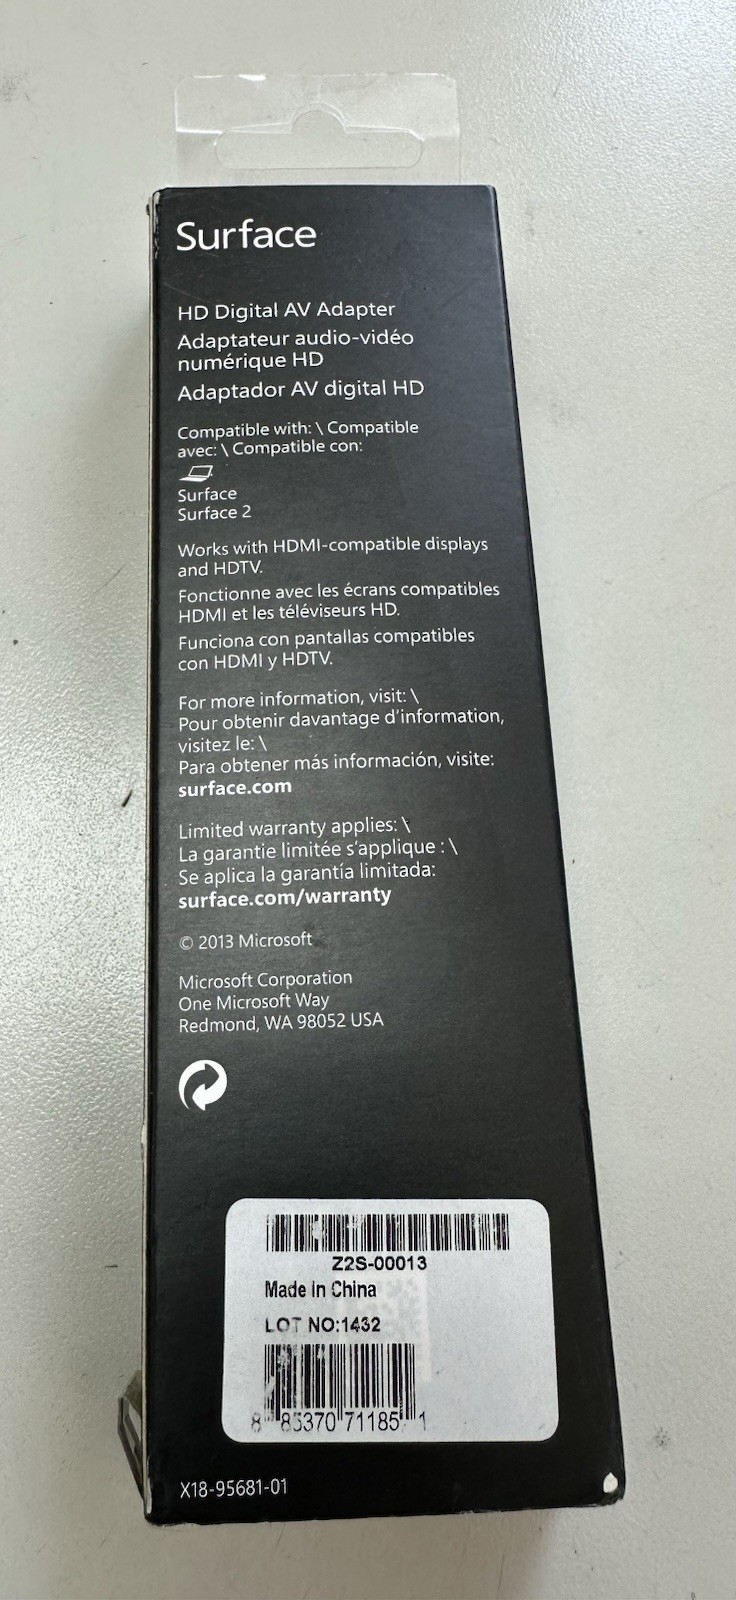 Surface
HD Digital AV Adapter
Adaptateur audio-vidéo
numérique HD
Adaptador AV digital HD
Compatible with: \ Compatible
avec: \ Compatible con:
Surface
Surface 2
Works with HDMI-compatible displays
and HDTV.
Fonctionne avec les écrans compatibles
HDMI et les téléviseurs HD.
Funciona con pantallas compatibles
con HDMI y HDTV.
For more information, visit: \
Pour obtenir davantage d’information,
visitez le: \
Para obtener más información, visite:
surface.com
Limited warranty applies: \
La garantie limitée s’applique : \
Se aplica la garantía limitada:
surface.com/warranty
© 2013 Microsoft
Microsoft Corporation
One Microsoft Way
Redmond, WA 98052 USA
Z2S-00013
Made in China
LOT NO:1432
8 85370 71185 1
X18-95681-01